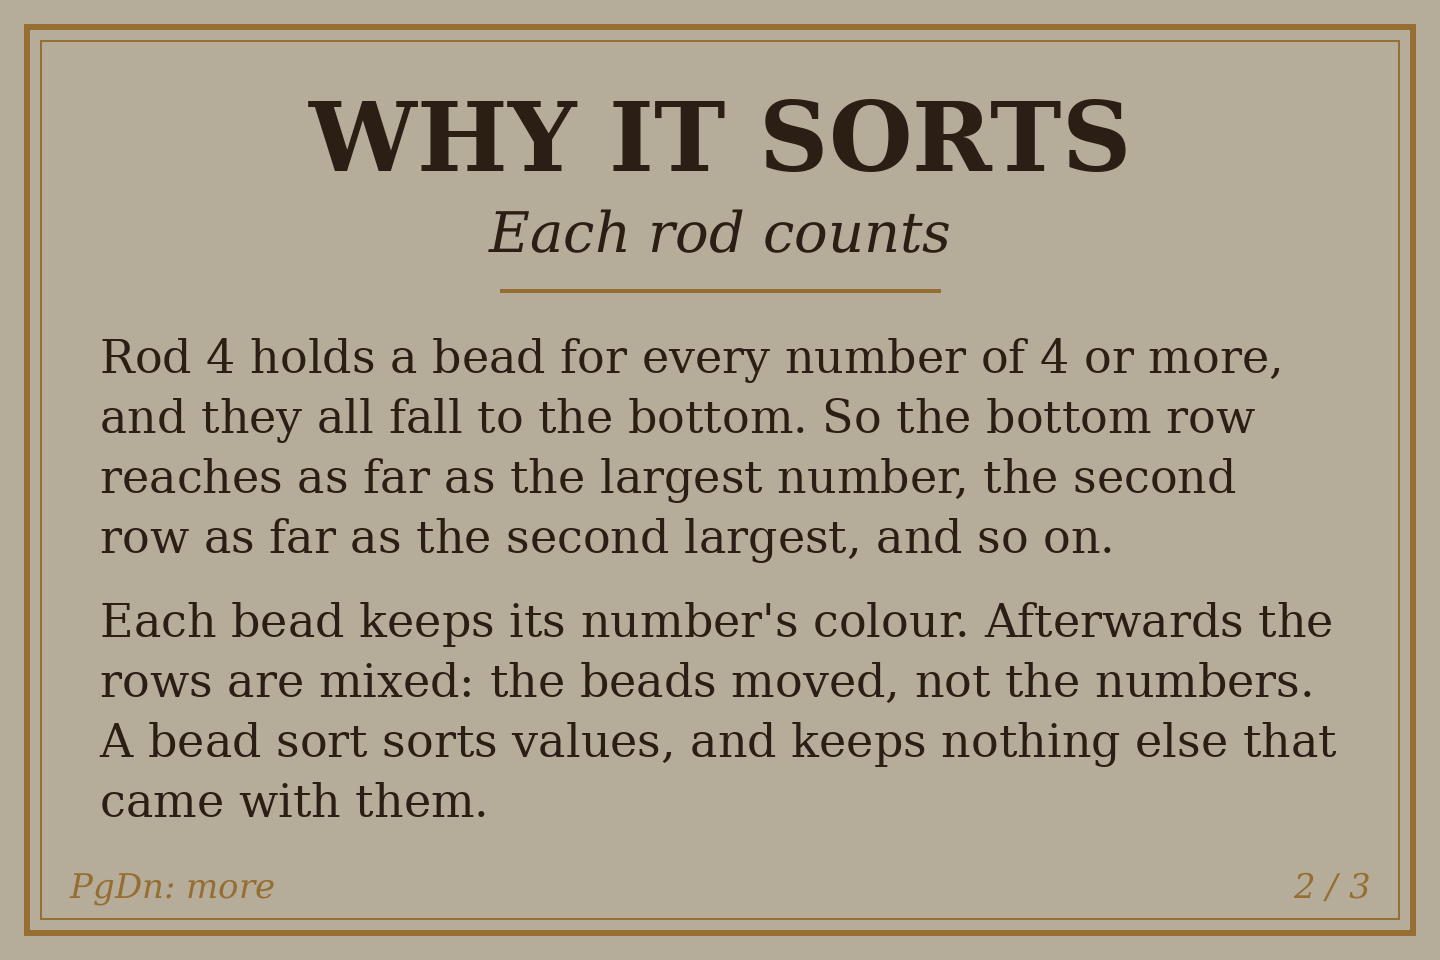 WHY IT SORTS
Each rod counts
Rod 4 holds a bead for every number of 4 or more,
and they all fall to the bottom. So the bottom row
reaches as far as the largest number, the second
row as far as the second largest, and so on.
Each bead keeps its number's colour. Afterwards the
rows are mixed: the beads moved, not the numbers.
A bead sort sorts values, and keeps nothing else that
came with them.
PgDn: more
2 / 3